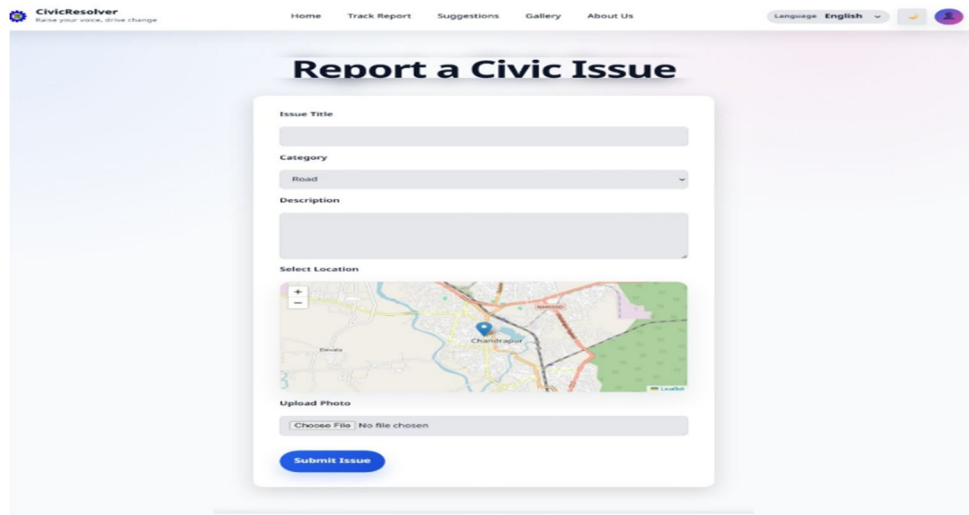 CivicResolver
Raise your voice, drive change
Home Track Report Suggestions Gallery About Us
Language English
Report a Civic Issue
Issue Title
Category
Road
Description
Select Location
+
−
Chandrapur
Leaflet
Upload Photo
Choose File No file chosen
Submit Issue